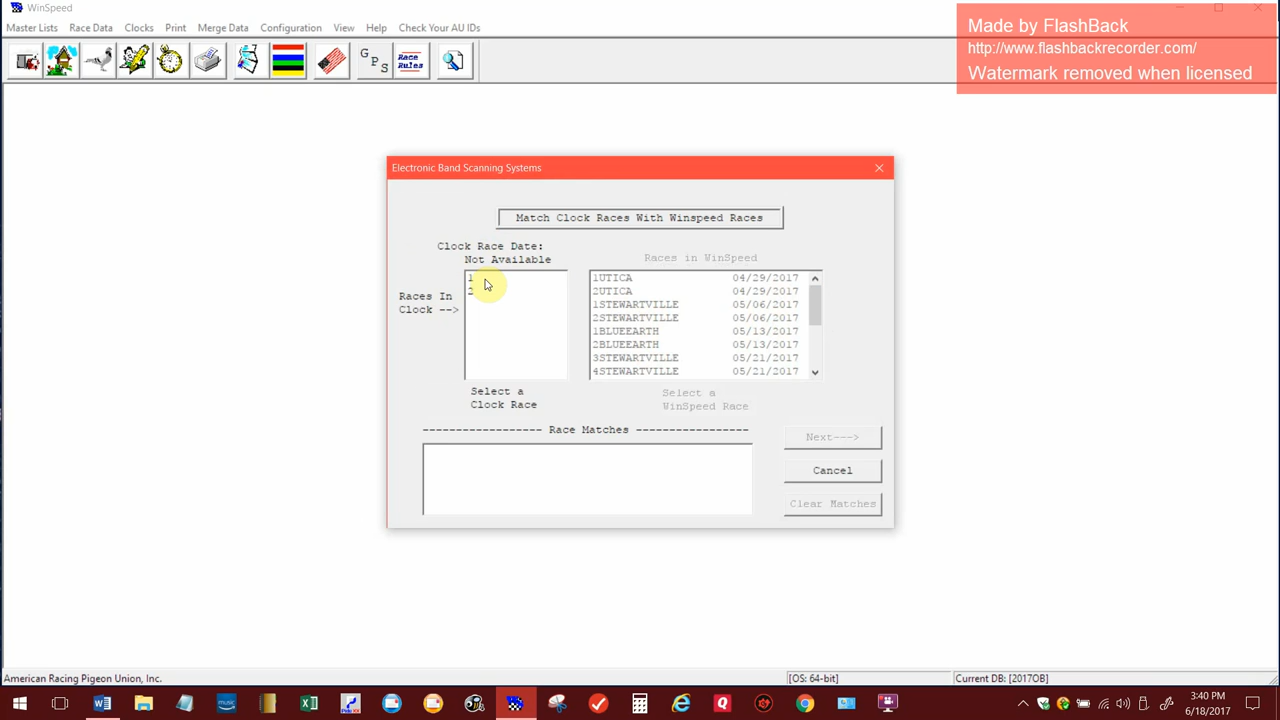 WinSpeed
Master Lists Race Data Clocks Print Merge Data Configuration View Help Check Your AU IDs
GPS
Race Rules
Made by FlashBack
http://www.flashbackrecorder.com/
Watermark removed when licensed
Electronic Band Scanning Systems
Match Clock Races With Winspeed Races
Clock Race Date:
Not Available
Races in WinSpeed
Races In
Clock -->
1
2
1UTICA 04/29/2017
2UTICA 04/29/2017
1STEWARTVILLE 05/06/2017
2STEWARTVILLE 05/06/2017
1BLUEEARTH 05/13/2017
2BLUEEARTH 05/13/2017
3STEWARTVILLE 05/21/2017
4STEWARTVILLE 05/21/2017
Select a
Clock Race
Select a
WinSpeed Race
------------------ Race Matches -----------------
Next--->
Cancel
Clear Matches
American Racing Pigeon Union, Inc. [OS: 64-bit] Current DB: [2017OB]
3:40 PM
6/18/2017